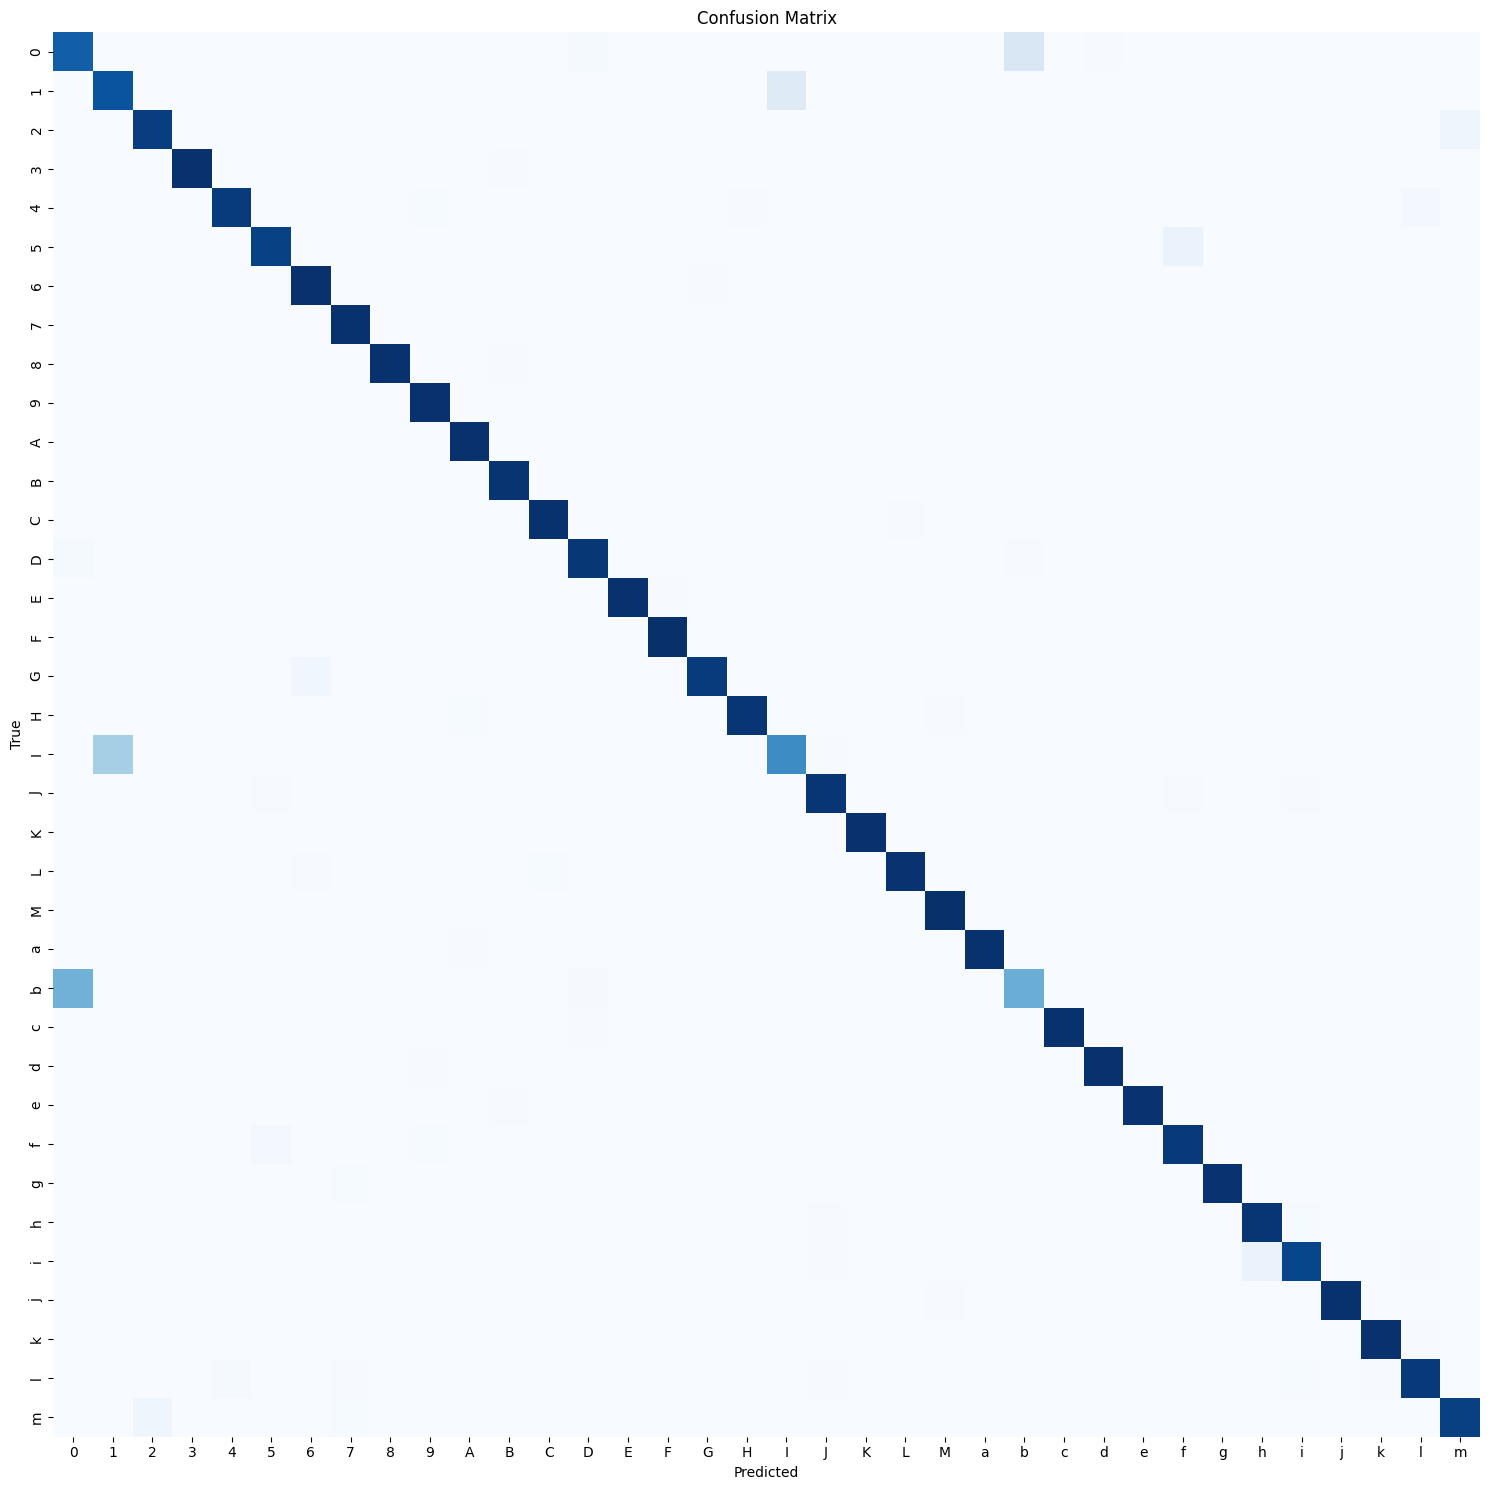 Confusion Matrix
True
0
1
2
3
4
5
6
7
8
9
A
B
C
D
E
F
G
H
I
J
K
L
M
a
b
c
d
e
f
g
h
i
j
k
l
m
0 1 2 3 4 5 6 7 8 9 A B C D E F G H I J K L M a b c d e f g h i j k l m
Predicted